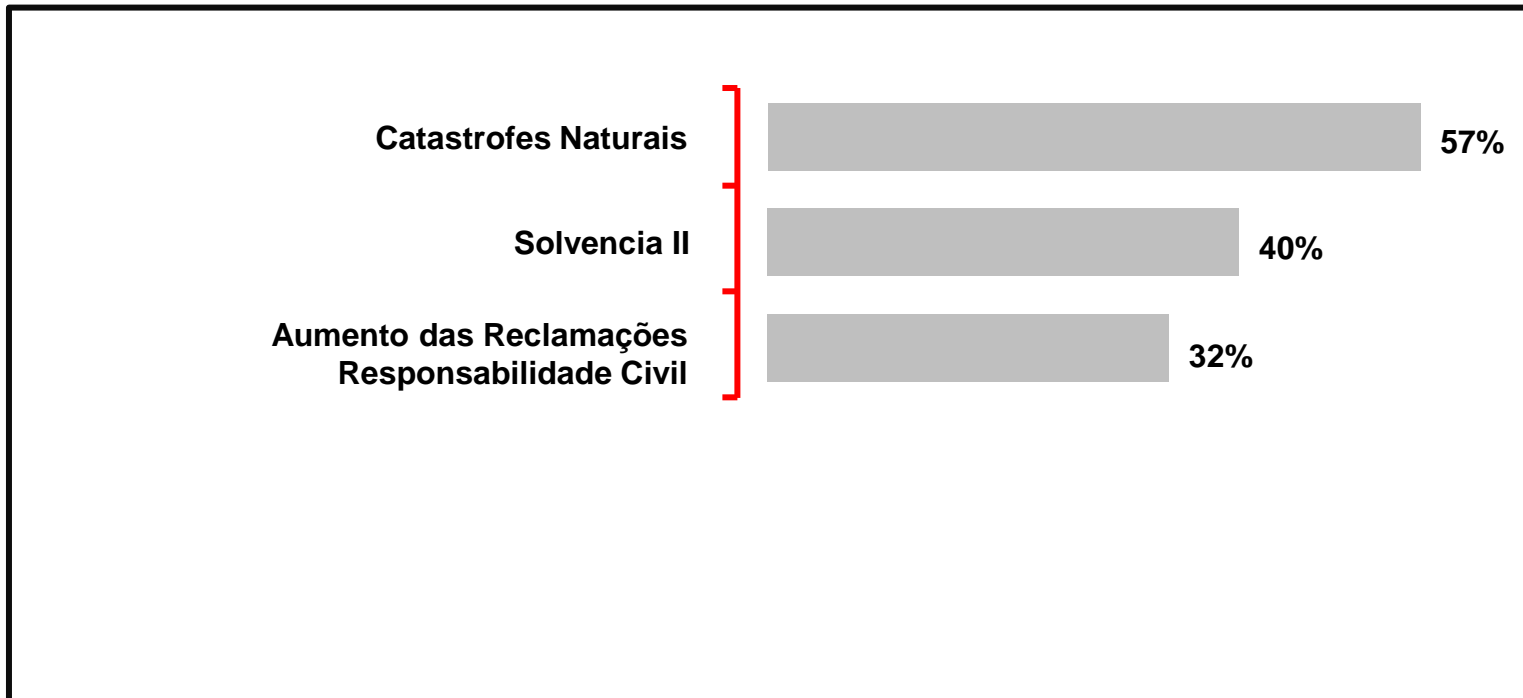 Catastrofes Naturais
57%
Solvencia II
40%
Aumento das Reclamações
Responsabilidade Civil
32%